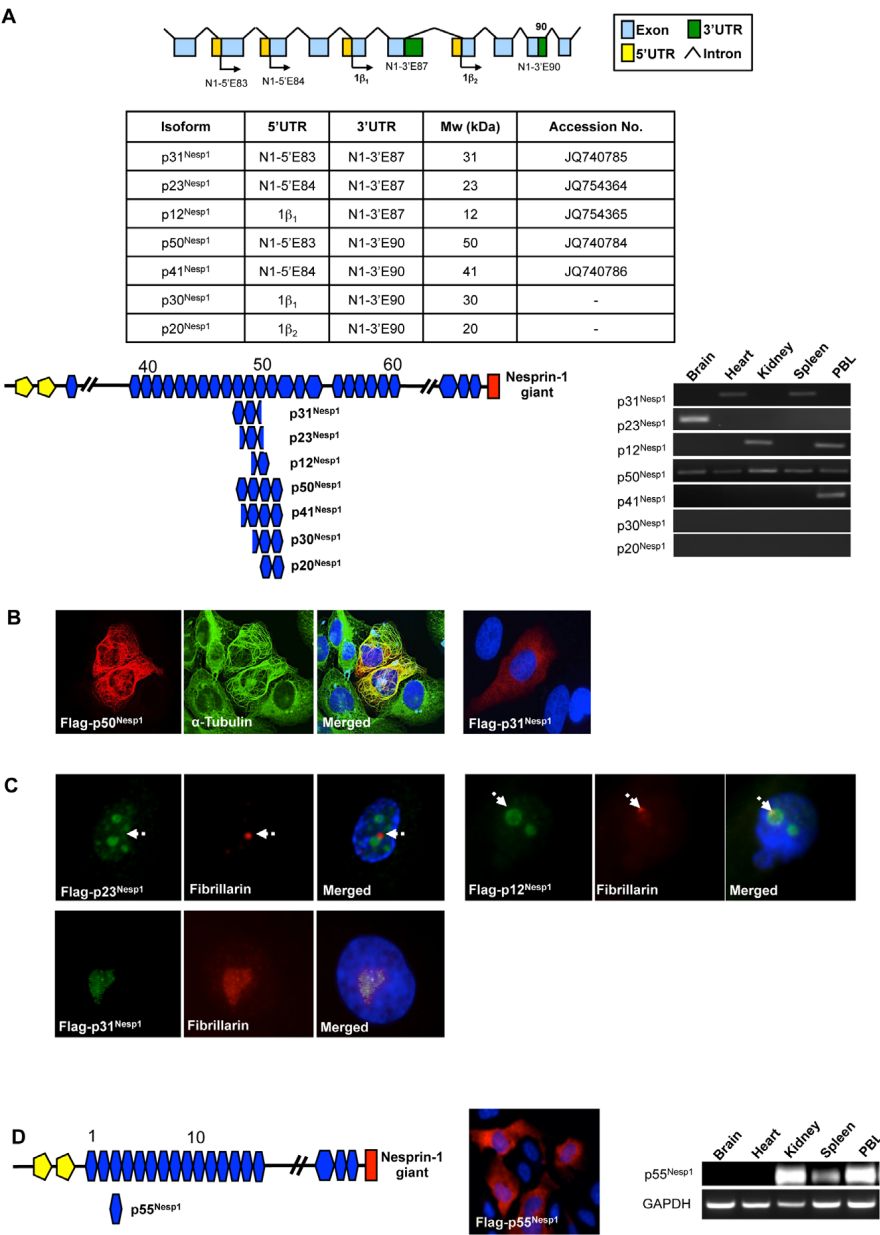 A
90
N1-5'E83
N1-5'E84
1β1
N1-3'E87
1β2
N1-3'E90
Exon
3'UTR
5'UTR
Intron
Isoform 5'UTR 3'UTR Mw (kDa) Accession No.
p31Nesp1 N1-5'E83 N1-3'E87 31 JQ740785
p23Nesp1 N1-5'E84 N1-3'E87 23 JQ754364
p12Nesp1 1β1 N1-3'E87 12 JQ754365
p50Nesp1 N1-5'E83 N1-3'E90 50 JQ740784
p41Nesp1 N1-5'E84 N1-3'E90 41 JQ740786
p30Nesp1 1β1 N1-3'E90 30 -
p20Nesp1 1β2 N1-3'E90 20 -
40 50 60
Nesprin-1
giant
p31Nesp1
p23Nesp1
p12Nesp1
p50Nesp1
p41Nesp1
p30Nesp1
p20Nesp1
Brain Heart Kidney Spleen PBL
p31Nesp1
p23Nesp1
p12Nesp1
p50Nesp1
p41Nesp1
p30Nesp1
p20Nesp1
B
Flag-p50Nesp1
α-Tubulin
Merged
Flag-p31Nesp1
C
Flag-p23Nesp1
Fibrillarin
Merged
Flag-p12Nesp1
Fibrillarin
Merged
Flag-p31Nesp1
Fibrillarin
Merged
D
1 10
Nesprin-1
giant
p55Nesp1
Flag-p55Nesp1
Brain Heart Kidney Spleen PBL
p55Nesp1
GAPDH